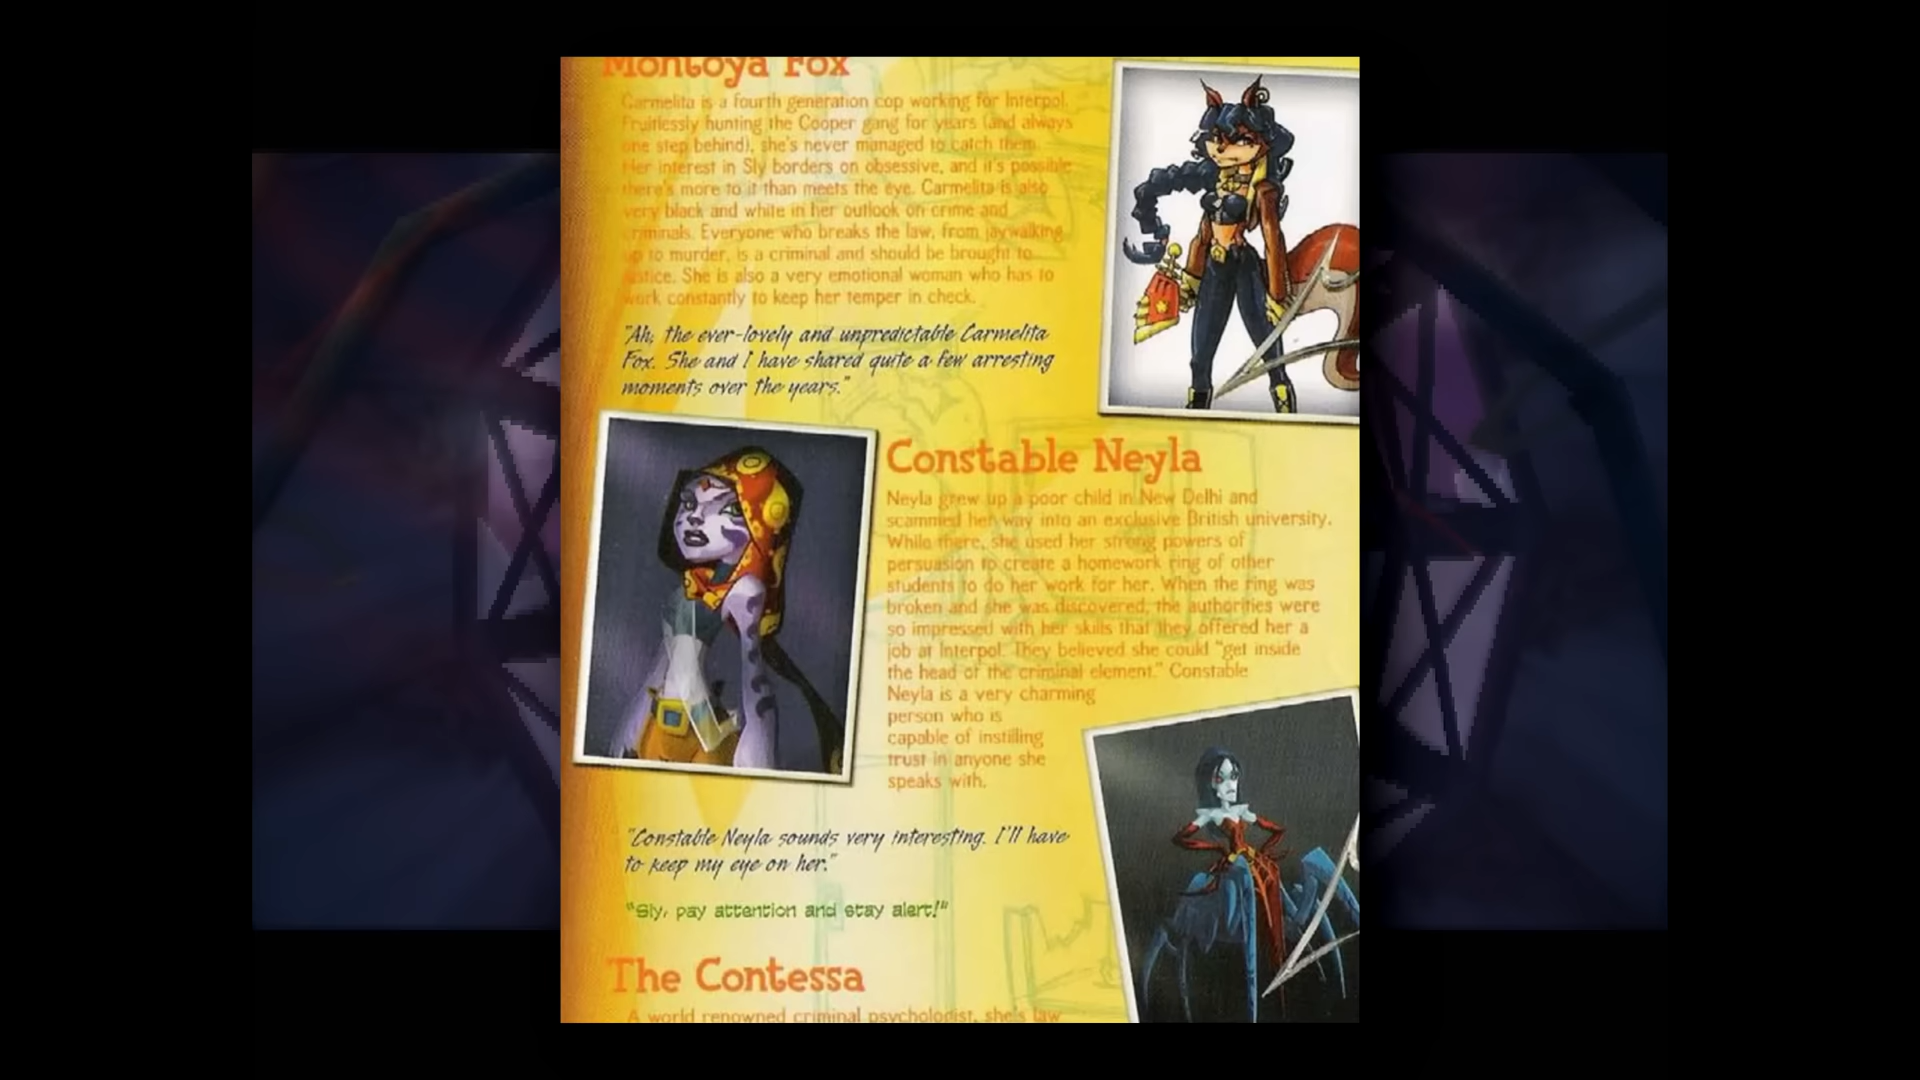 Montoya Fox
Carmelita is a fourth generation cop working for Interpol.
Fruitlessly hunting the Cooper gang for years (and always
one step behind), she's never managed to catch them.
Her interest in Sly borders on obsessive, and it's possible
there's more to it than meets the eye. Carmelita is also
very black and white in her outlook on crime and
criminals. Everyone who breaks the law, from jaywalking
up to murder, is a criminal and should be brought to
justice. She is also a very emotional woman who has to
work constantly to keep her temper in check.
"Ah, the ever-lovely and unpredictable Carmelita
Fox. She and I have shared quite a few arresting
moments over the years."
Constable Neyla
Neyla grew up a poor child in New Delhi and
scammed her way into an exclusive British university.
While there, she used her strong powers of
persuasion to create a homework ring of other
students to do her work for her. When the ring was
broken and she was discovered, the authorities were
so impressed with her skills that they offered her a
job at Interpol. They believed she could "get inside
the head of the criminal element." Constable
Neyla is a very charming
person who is
capable of instilling
trust in anyone she
speaks with.
"Constable Neyla sounds very interesting. I'll have
to keep my eye on her."
"Sly, pay attention and stay alert!"
The Contessa
A world renowned criminal psychologist, she's law